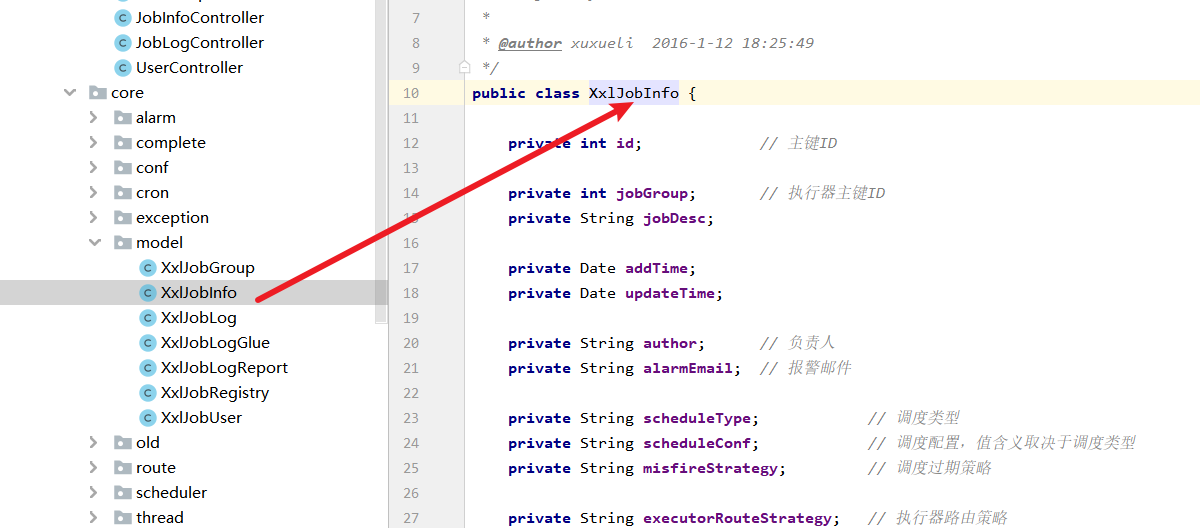 JobInfoController
JobLogController
UserController
core
alarm
complete
conf
cron
exception
model
XxlJobGroup
XxlJobInfo
XxlJobLog
XxlJobLogGlue
XxlJobLogReport
XxlJobRegistry
XxlJobUser
old
route
scheduler
thread
7 *
8 * @author xuxueli 2016-1-12 18:25:49
9 */
10 public class XxlJobInfo {
11
12 private int id; // 主键ID
13
14 private int jobGroup; // 执行器主键ID
15 private String jobDesc;
16
17 private Date addTime;
18 private Date updateTime;
19
20 private String author; // 负责人
21 private String alarmEmail; // 报警邮件
22
23 private String scheduleType; // 调度类型
24 private String scheduleConf; // 调度配置，值含义取决于调度类型
25 private String misfireStrategy; // 调度过期策略
26
27 private String executorRouteStrategy; // 执行器路由策略